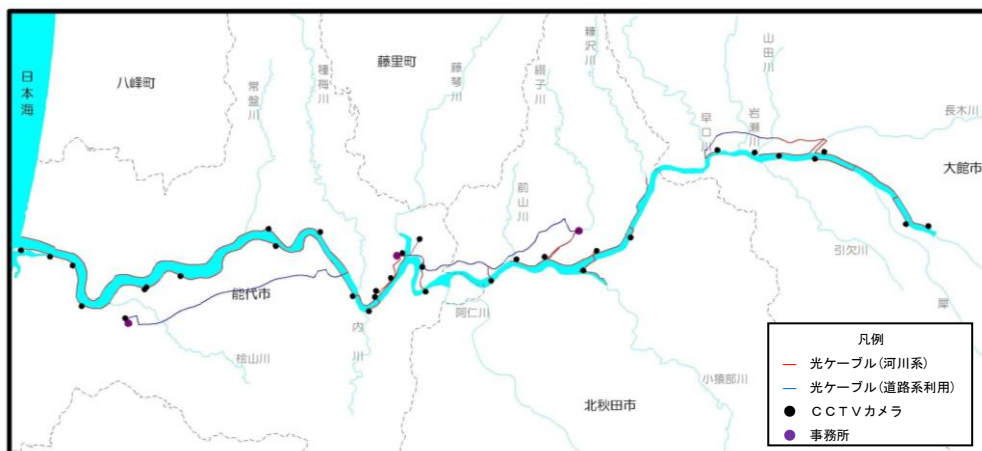 日本海
八峰町
常盤川
種梅川
藤里町
藤琴川
綴子川
糠沢川
早口川
岩瀬川
山田川
長木川
大館市
前山川
引欠川
犀
能代市
内川
阿仁川
桧山川
小猿部川
北秋田市
凡例
光ケーブル(河川系)
光ケーブル(道路系利用)
CCTVカメラ
事務所